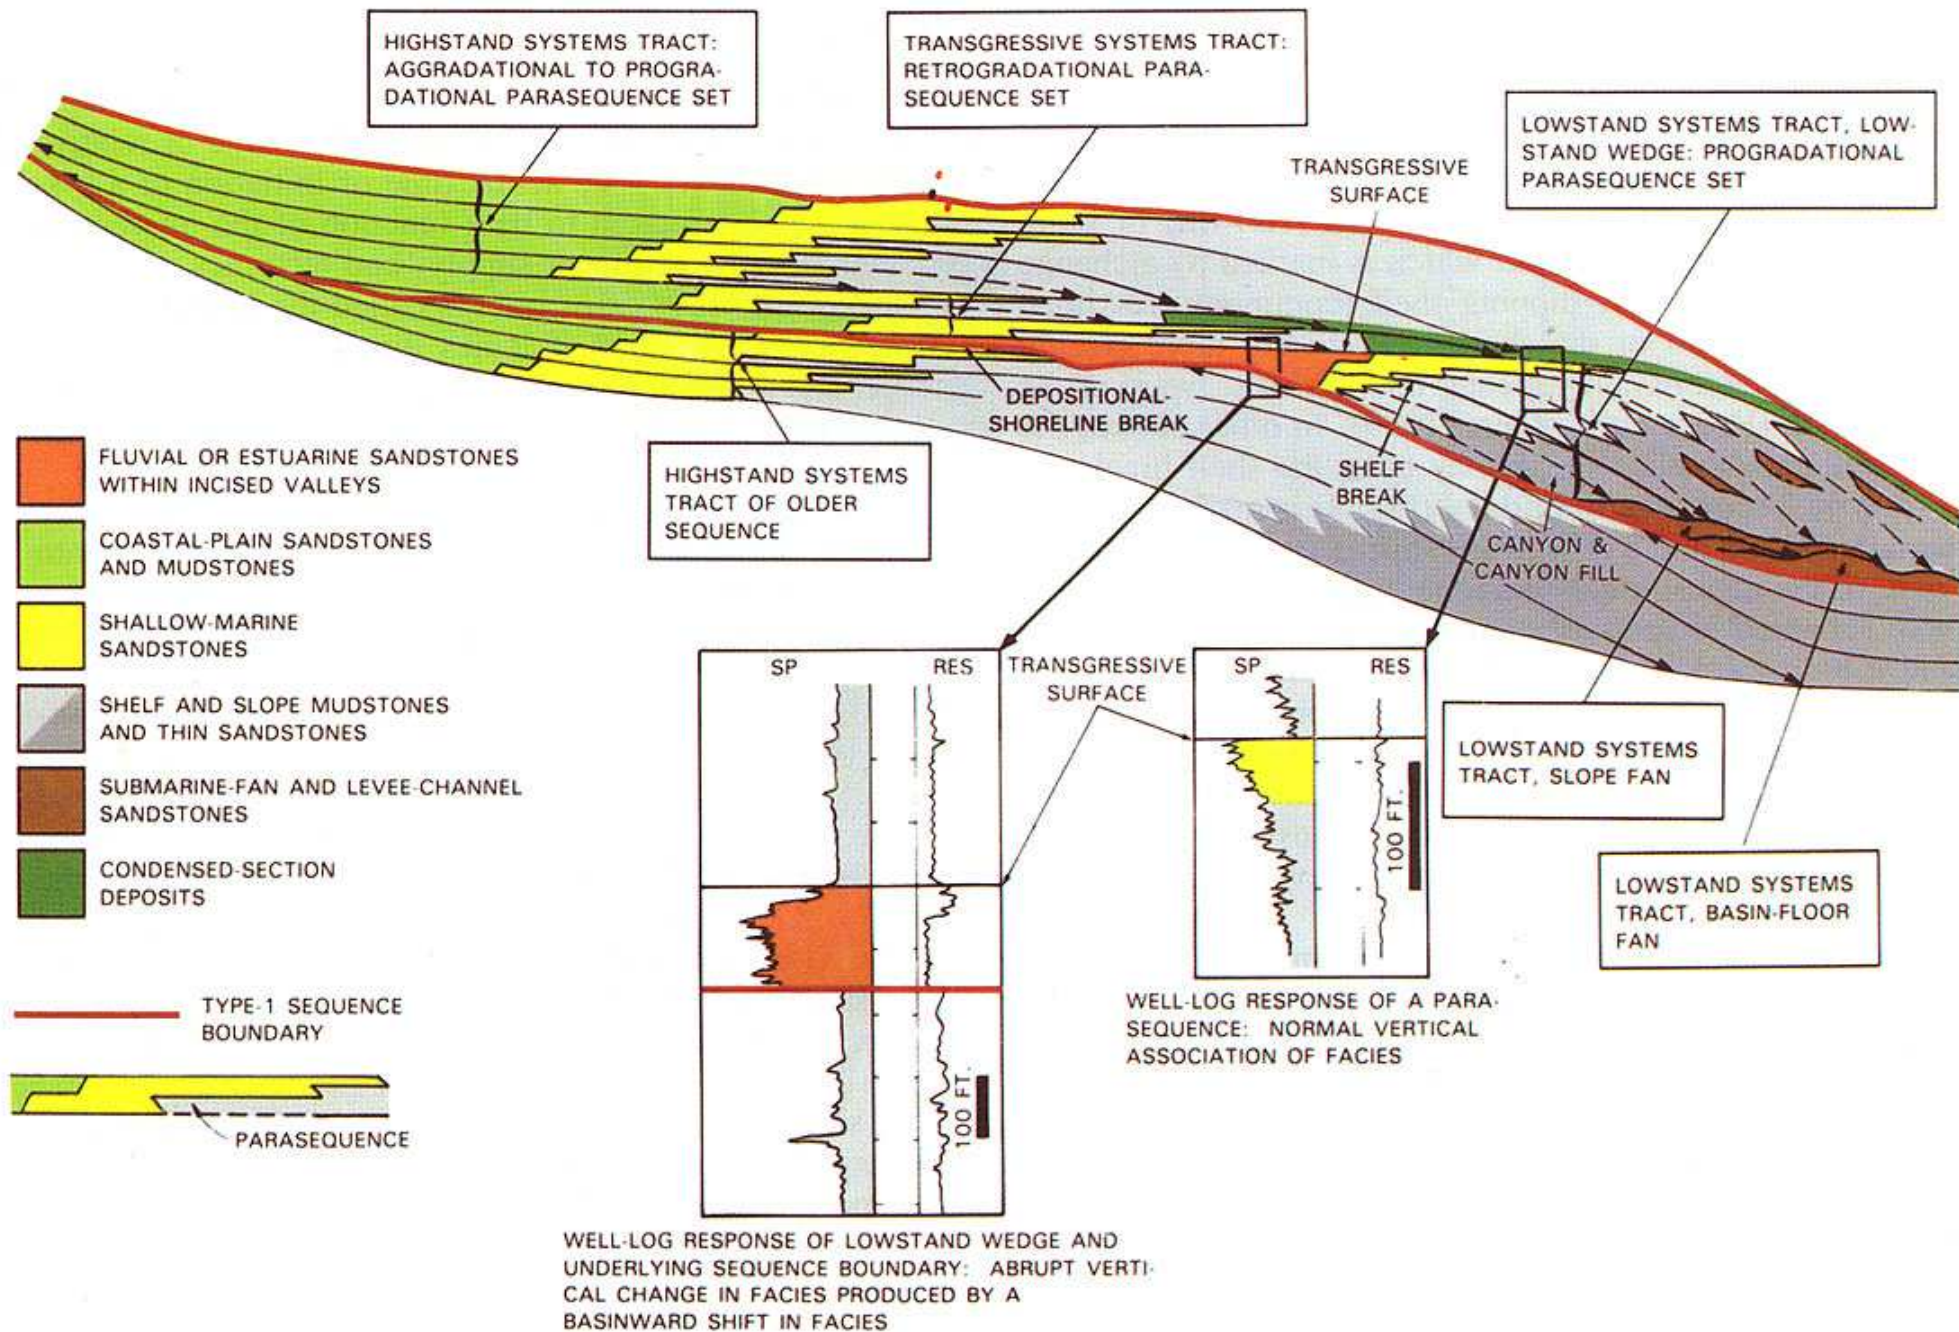 HIGHSTAND SYSTEMS TRACT:
AGGRADATIONAL TO PROGRA-
DATIONAL PARASEQUENCE SET
TRANSGRESSIVE SYSTEMS TRACT:
RETROGRADATIONAL PARA-
SEQUENCE SET
LOWSTAND SYSTEMS TRACT, LOW-
STAND WEDGE: PROGRADATIONAL
PARASEQUENCE SET
TRANSGRESSIVE
SURFACE
DEPOSITIONAL-
SHORELINE BREAK
SHELF
BREAK
CANYON &
CANYON FILL
HIGHSTAND SYSTEMS
TRACT OF OLDER
SEQUENCE
FLUVIAL OR ESTUARINE SANDSTONES
WITHIN INCISED VALLEYS
COASTAL-PLAIN SANDSTONES
AND MUDSTONES
SHALLOW-MARINE
SANDSTONES
SHELF AND SLOPE MUDSTONES
AND THIN SANDSTONES
SUBMARINE-FAN AND LEVEE-CHANNEL
SANDSTONES
CONDENSED-SECTION
DEPOSITS
TYPE-1 SEQUENCE
BOUNDARY
PARASEQUENCE
SP RES
100 FT.
TRANSGRESSIVE
SURFACE
SP RES
100 FT.
LOWSTAND SYSTEMS
TRACT, SLOPE FAN
LOWSTAND SYSTEMS
TRACT, BASIN-FLOOR
FAN
WELL-LOG RESPONSE OF A PARA-
SEQUENCE: NORMAL VERTICAL
ASSOCIATION OF FACIES
WELL-LOG RESPONSE OF LOWSTAND WEDGE AND
UNDERLYING SEQUENCE BOUNDARY: ABRUPT VERTI-
CAL CHANGE IN FACIES PRODUCED BY A
BASINWARD SHIFT IN FACIES